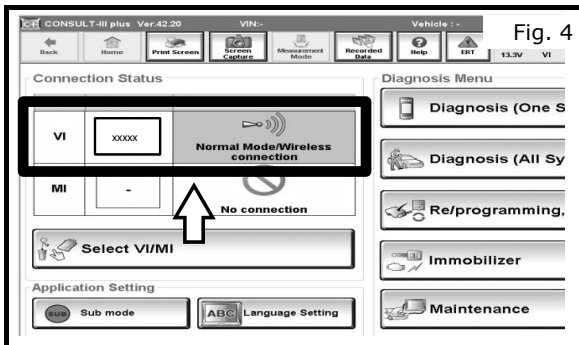 C+ CONSULT-III plus Ver.42.20 VIN:- Vehicle : -
Fig. 4
Back
Home
Print Screen
Screen Capture
Measurement Mode
Recorded Data
Help
ERT
13.3V VI
Connection Status
Diagnosis Menu
VI
xxxxx
Normal Mode/Wireless
connection
MI
-
No connection
Select VI/MI
Application Setting
SUB
Sub mode
ABC
Language Setting
Diagnosis (One S
Diagnosis (All Sy
Re/programming,
Immobilizer
Maintenance